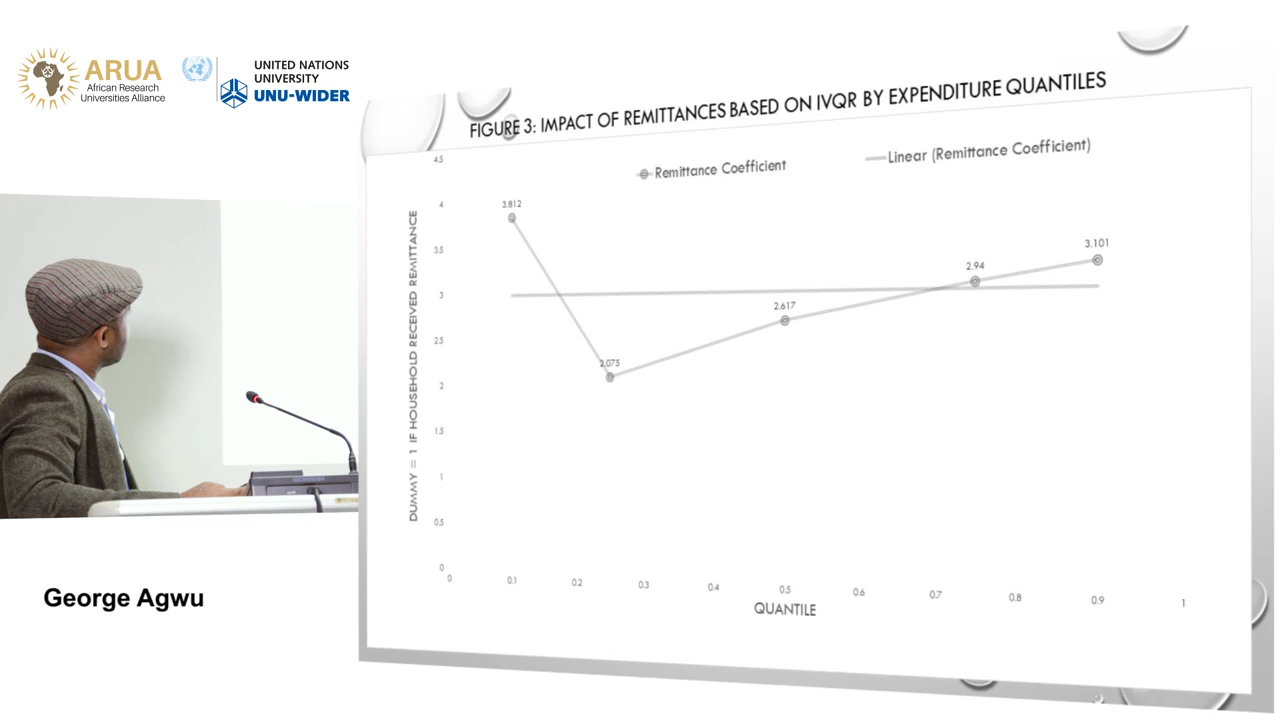 ARUA
African Research
Universities Alliance
UNITED NATIONS
UNIVERSITY
UNU-WIDER
FIGURE 3: IMPACT OF REMITTANCES BASED ON IVQR BY EXPENDITURE QUANTILES
Remittance Coefficient
Linear (Remittance Coefficient)
DUMMY = 1 IF HOUSEHOLD RECEIVED REMITTANCE
4.5
4
3.5
3
2.5
2
1.5
1
0.5
0
3.812
2.075
2.617
2.94
3.101
0
0.1
0.2
0.3
0.4
0.5
0.6
0.7
0.8
0.9
1
QUANTILE
George Agwu